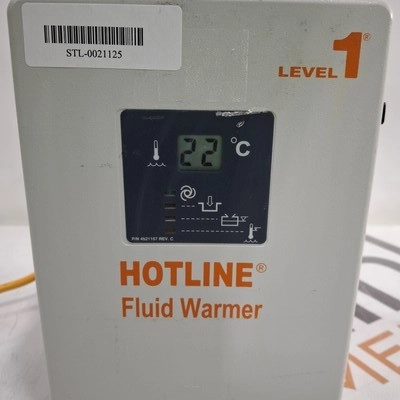 STL-0021125
LEVEL 1®
22 °C
HOTLINE®
Fluid Warmer